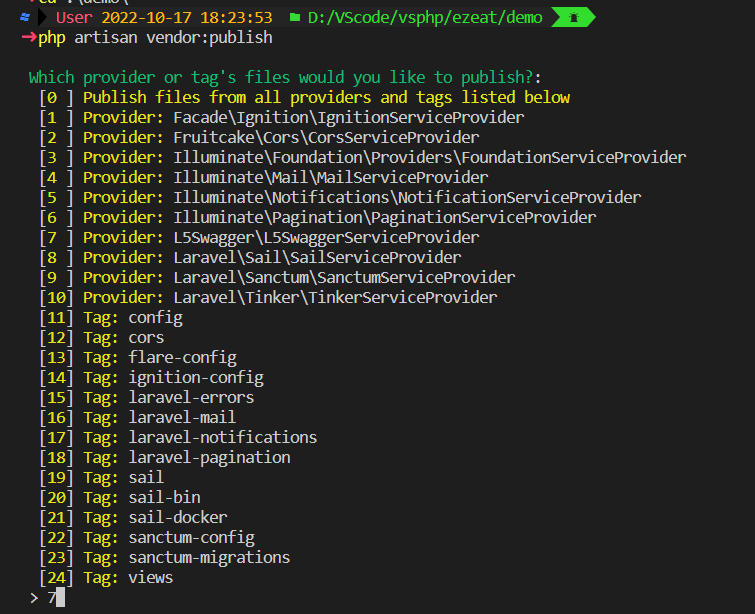 User 2022-10-17 18:23:53 D:/VScode/vsphp/ezeat/demo
→php artisan vendor:publish
Which provider or tag's files would you like to publish?:
[0 ] Publish files from all providers and tags listed below
[1 ] Provider: Facade\Ignition\IgnitionServiceProvider
[2 ] Provider: Fruitcake\Cors\CorsServiceProvider
[3 ] Provider: Illuminate\Foundation\Providers\FoundationServiceProvider
[4 ] Provider: Illuminate\Mail\MailServiceProvider
[5 ] Provider: Illuminate\Notifications\NotificationServiceProvider
[6 ] Provider: Illuminate\Pagination\PaginationServiceProvider
[7 ] Provider: L5Swagger\L5SwaggerServiceProvider
[8 ] Provider: Laravel\Sail\SailServiceProvider
[9 ] Provider: Laravel\Sanctum\SanctumServiceProvider
[10] Provider: Laravel\Tinker\TinkerServiceProvider
[11] Tag: config
[12] Tag: cors
[13] Tag: flare-config
[14] Tag: ignition-config
[15] Tag: laravel-errors
[16] Tag: laravel-mail
[17] Tag: laravel-notifications
[18] Tag: laravel-pagination
[19] Tag: sail
[20] Tag: sail-bin
[21] Tag: sail-docker
[22] Tag: sanctum-config
[23] Tag: sanctum-migrations
[24] Tag: views
> 7